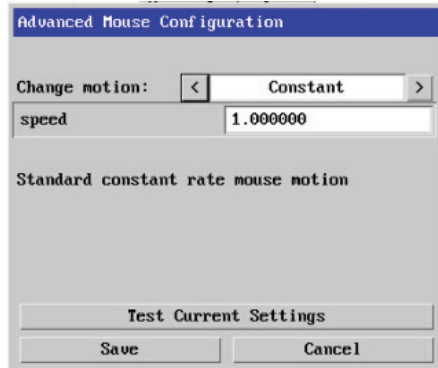 Advanced Mouse Configuration
Change motion: < Constant >
speed 1.000000
Standard constant rate mouse motion
Test Current Settings
Save Cancel